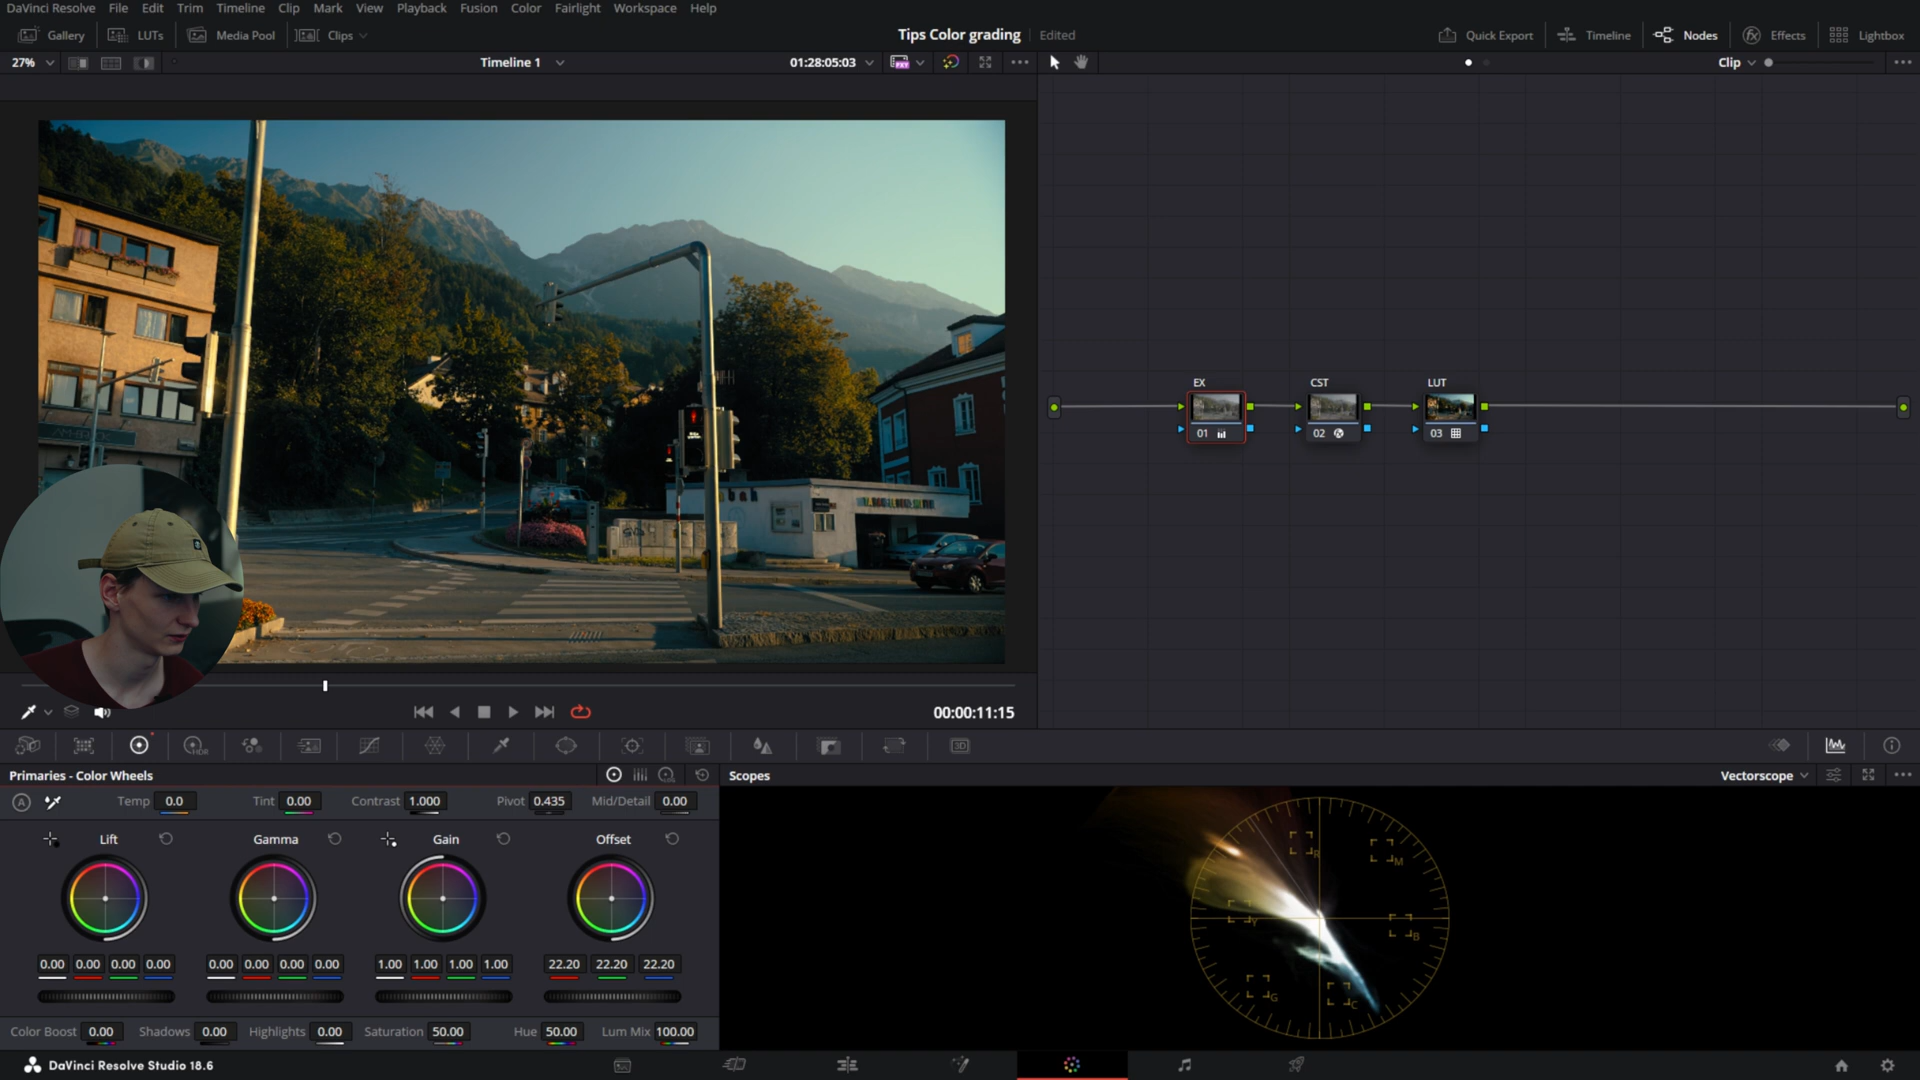 DaVinci Resolve File Edit Trim Timeline Clip Mark View Playback Fusion Color Fairlight Workspace Help
Gallery LUTs Media Pool Clips Tips Color grading Edited Quick Export Timeline Nodes Effects Lightbox
27% Timeline 1 01:28:05:03 Clip
EX CST LUT
01 02 03
00:00:11:15
Primaries - Color Wheels Scopes Vectorscope
Temp 0.0 Tint 0.00 Contrast 1.000 Pivot 0.435 Mid/Detail 0.00
Lift Gamma Gain Offset
0.00 0.00 0.00 0.00 0.00 0.00 0.00 0.00 1.00 1.00 1.00 1.00 22.20 22.20 22.20
R M
Y B
G C
Color Boost 0.00 Shadows 0.00 Highlights 0.00 Saturation 50.00 Hue 50.00 Lum Mix 100.00
DaVinci Resolve Studio 18.6